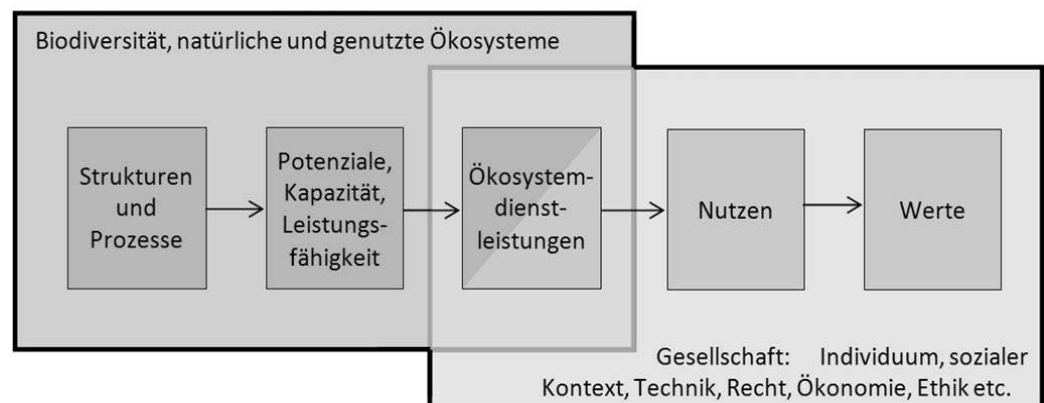 Biodiversität, natürliche und genutzte Ökosysteme
Strukturen
und
Prozesse
Potenziale,
Kapazität,
Leistungs-
fähigkeit
Ökosystem-
dienst-
leistungen
Nutzen
Werte
Gesellschaft: Individuum, sozialer
Kontext, Technik, Recht, Ökonomie, Ethik etc.